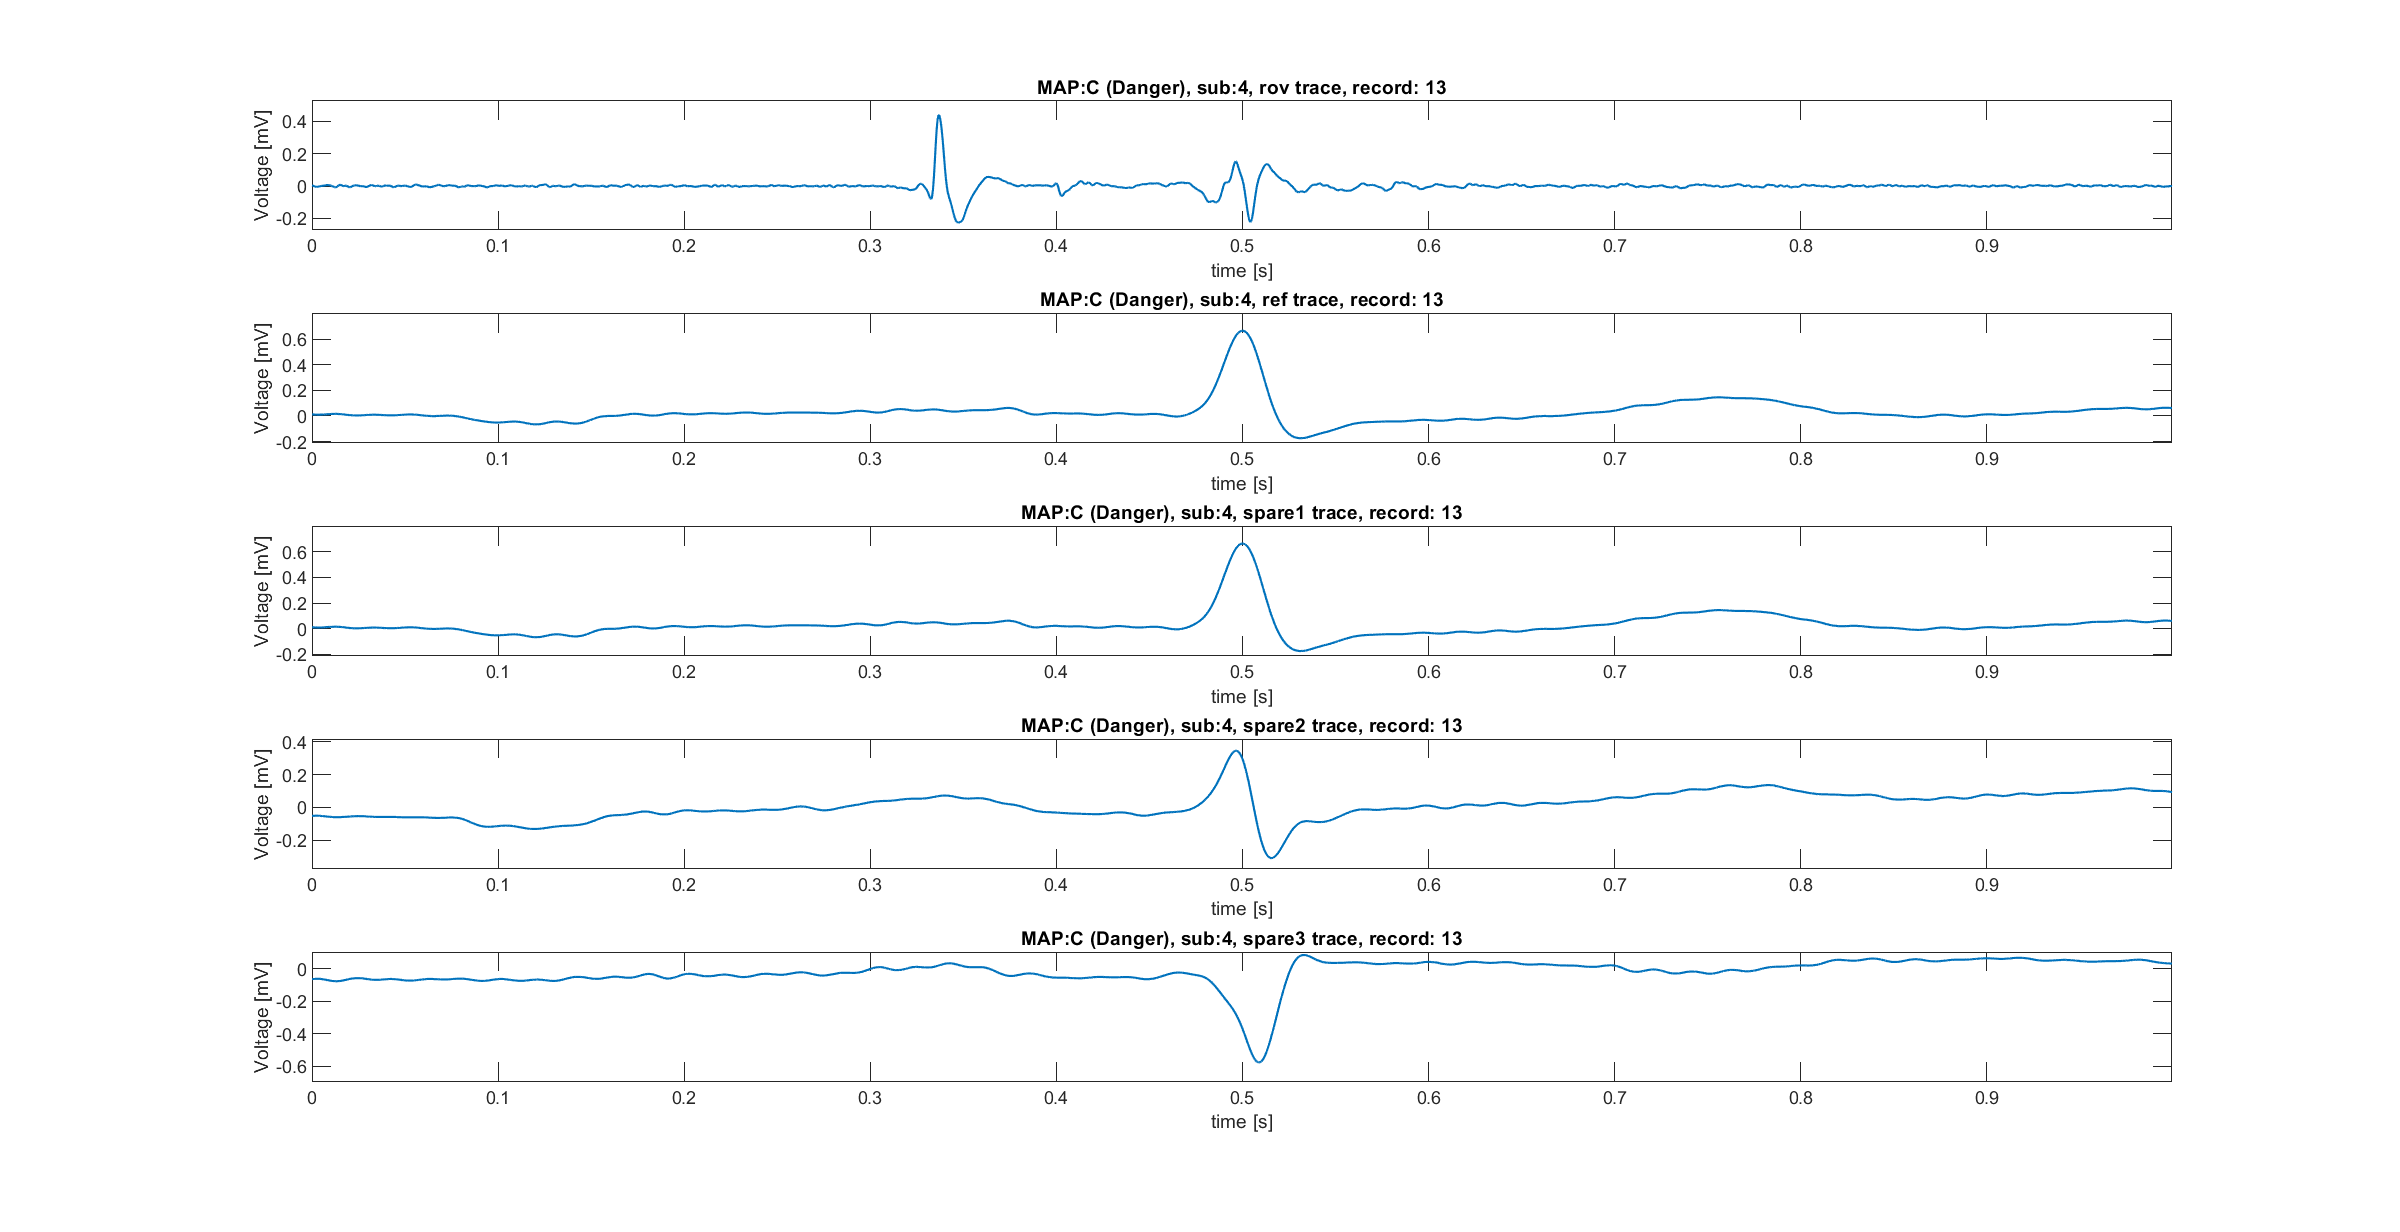 MAP:C (Danger), sub:4, rov trace, record: 13
Voltage [mV]
0.4
0.2
0
-0.2
0 0.1 0.2 0.3 0.4 0.5 0.6 0.7 0.8 0.9
time [s]
MAP:C (Danger), sub:4, ref trace, record: 13
Voltage [mV]
0.6
0.4
0.2
0
-0.2
0 0.1 0.2 0.3 0.4 0.5 0.6 0.7 0.8 0.9
time [s]
MAP:C (Danger), sub:4, spare1 trace, record: 13
Voltage [mV]
0.6
0.4
0.2
0
-0.2
0 0.1 0.2 0.3 0.4 0.5 0.6 0.7 0.8 0.9
time [s]
MAP:C (Danger), sub:4, spare2 trace, record: 13
Voltage [mV]
0.4
0.2
0
-0.2
0 0.1 0.2 0.3 0.4 0.5 0.6 0.7 0.8 0.9
time [s]
MAP:C (Danger), sub:4, spare3 trace, record: 13
Voltage [mV]
0
-0.2
-0.4
-0.6
0 0.1 0.2 0.3 0.4 0.5 0.6 0.7 0.8 0.9
time [s]